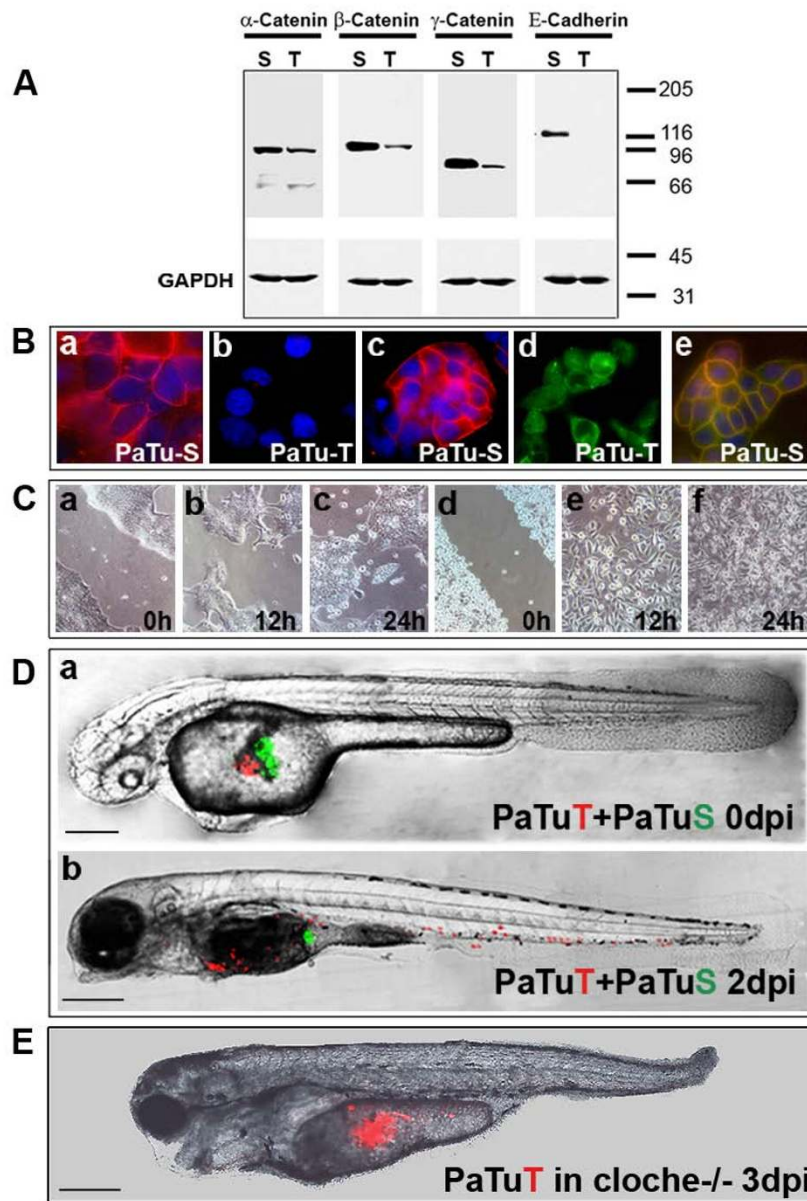 α-Catenin β-Catenin γ-Catenin E-Cadherin
S T S T S T S T
A
205
116
96
66
45
GAPDH
31
B a b c d e
PaTu-S PaTu-T PaTu-S PaTu-T PaTu-S
C a b c d e f
0h 12h 24h 0h 12h 24h
D a
PaTuT+PaTuS 0dpi
b
PaTuT+PaTuS 2dpi
E
PaTuT in cloche-/- 3dpi